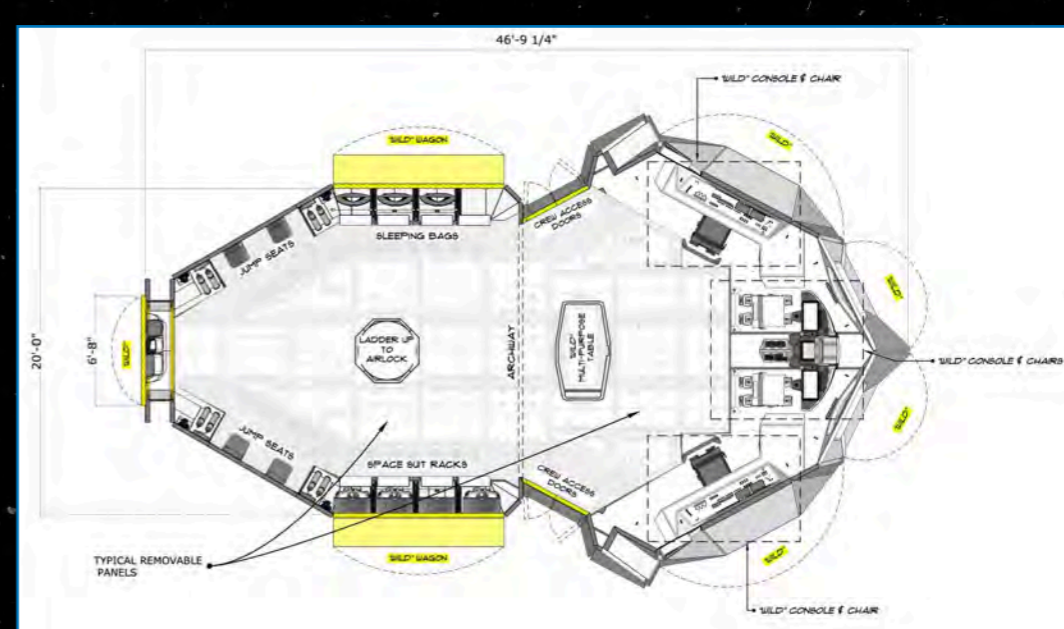 46'-9 1/4"
"WILD" CONSOLE & CHAIR
"WILD" WAGON
"WILD"
CREW ACCESS
DOORS
SLEEPING BAGS
JUMP SEATS
"WILD"
20'-0"
6'-8"
"WILD"
LADDER UP
TO
AIRLOCK
ARCHWAY
"WILD"
MULTI-PURPOSE
TABLE
"WILD" CONSOLE & CHAIRS
"WILD"
JUMP SEATS
SPACE SUIT RACKS
CREW ACCESS
DOORS
TYPICAL REMOVABLE
PANELS
"WILD" WAGON
"WILD"
"WILD" CONSOLE & CHAIR